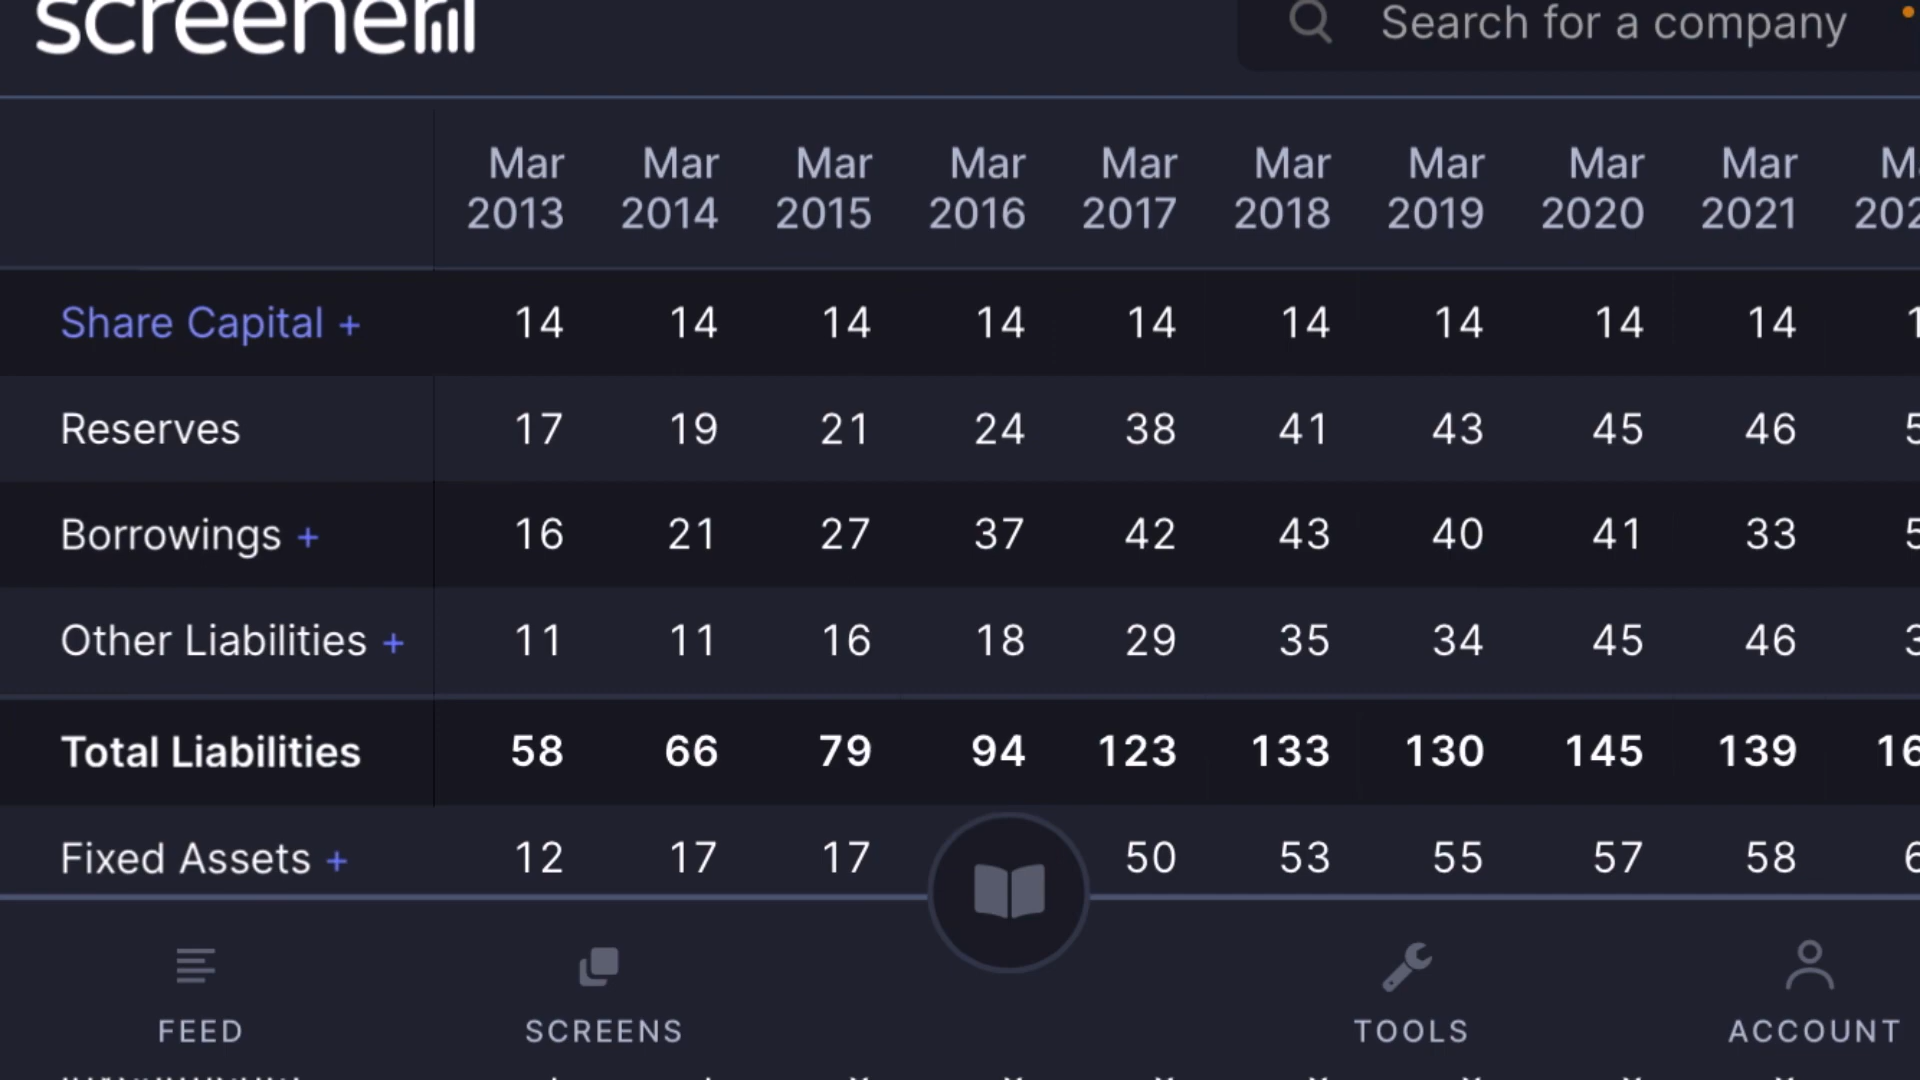 screener
Search for a company
Mar 2013 Mar 2014 Mar 2015 Mar 2016 Mar 2017 Mar 2018 Mar 2019 Mar 2020 Mar 2021
Share Capital + 14 14 14 14 14 14 14 14 14
Reserves 17 19 21 24 38 41 43 45 46
Borrowings + 16 21 27 37 42 43 40 41 33
Other Liabilities + 11 11 16 18 29 35 34 45 46
Total Liabilities 58 66 79 94 123 133 130 145 139
Fixed Assets + 12 17 17 50 53 55 57 58
FEED SCREENS TOOLS ACCOUNT